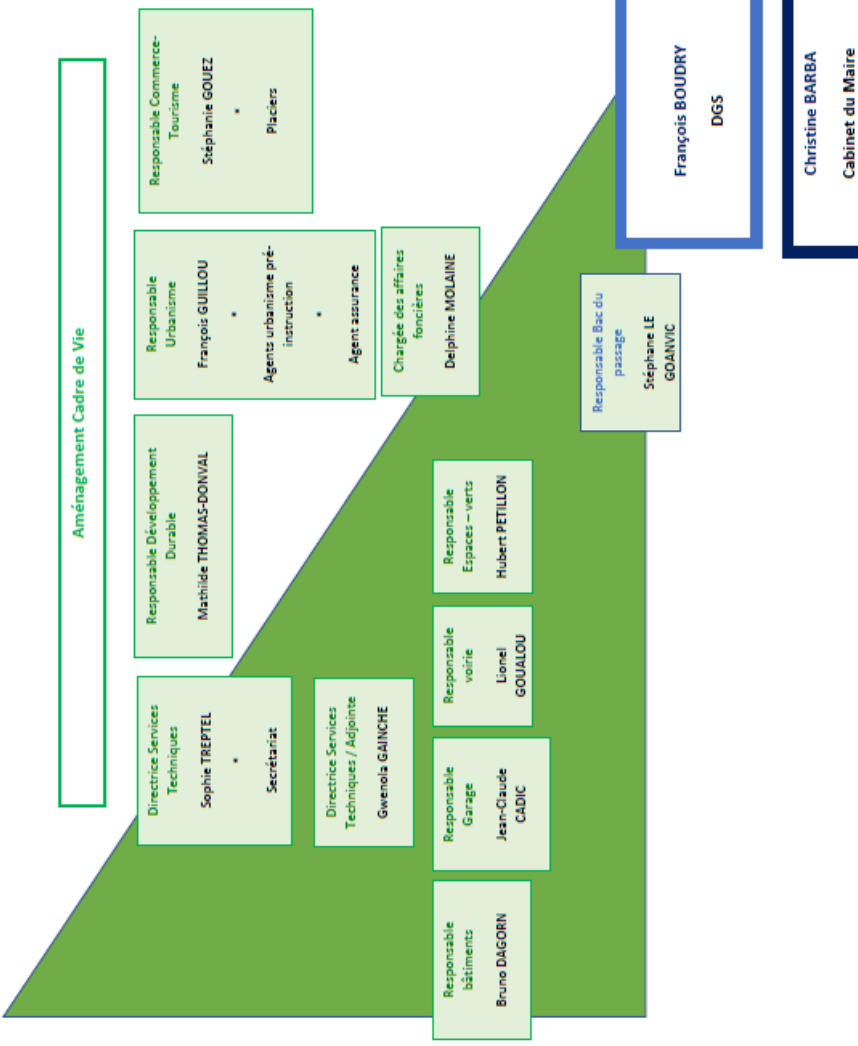 Aménagement Cadre de Vie
Directrice Services
Techniques
Sophie TREPTEL
*
Secrétariat
Responsable Développement
Durable
Mathilde THOMAS-DONVAL
Responsable
Urbanisme
François GUILLOU
*
Agents urbanisme pré-
instruction
*
Agent assurance
Responsable Commerce-
Tourisme
Stéphanie GOUEZ
*
Placiers
Directrice Services
Techniques / Adjointe
Gwenola GAINCHE
Chargée des affaires
foncières
Delphine MOLAINE
Responsable
bâtiments
Bruno DAGORN
Responsable
Garage
Jean-Claude
CADIC
Responsable
voirie
Lionel
GOUALOU
Responsable
Espaces – verts
Hubert PETILLON
Responsable Bac du
passage
Stéphane LE
GOANVIC
François BOUDRY
DGS
Christine BARBA
Cabinet du Maire